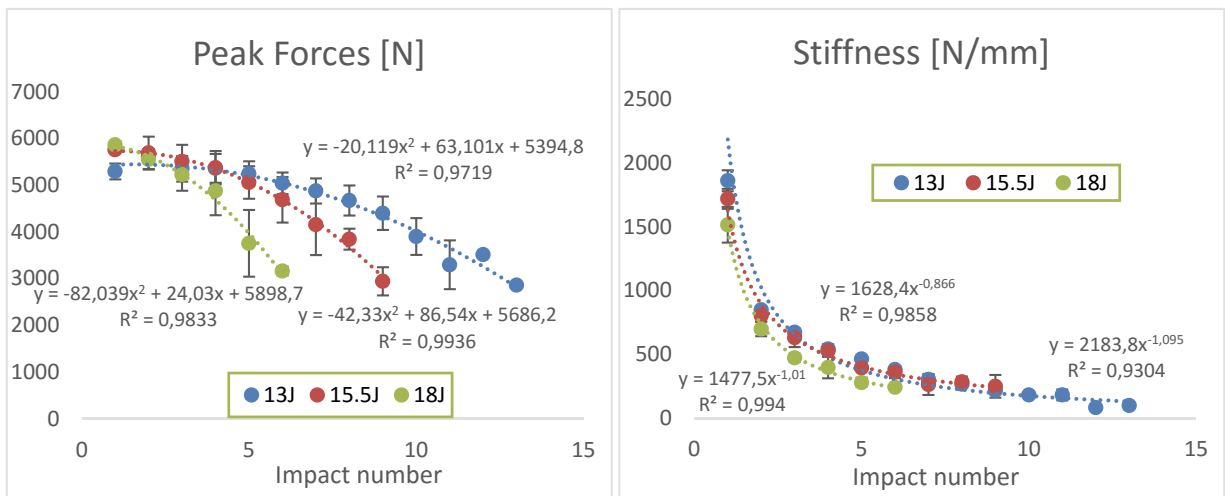 Peak Forces [N]
7000
6000
5000
4000
3000
2000
1000
0
y = -20,119x² + 63,101x + 5394,8
R² = 0,9719
y = -82,039x² + 24,03x + 5898,7
R² = 0,9833
y = -42,33x² + 86,54x + 5686,2
R² = 0,9936
13J 15.5J 18J
0 5 10 15
Impact number
Stiffness [N/mm]
2500
2000
1500
1000
500
0
13J 15.5J 18J
y = 1628,4x⁻⁰,⁸⁶⁶
R² = 0,9858
y = 2183,8x⁻¹,⁰⁹⁵
R² = 0,9304
y = 1477,5x⁻¹,⁰¹
R² = 0,994
0 5 10 15
Impact number